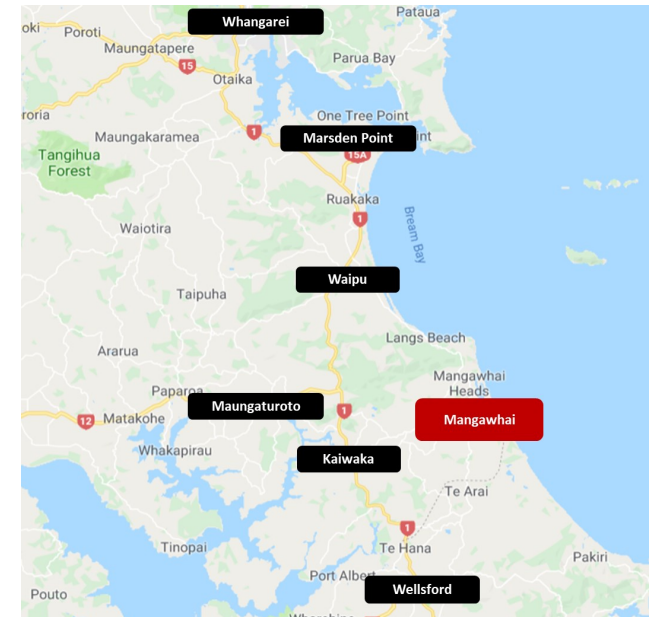 Whangarei
Pataua
oki
Poroti
Maungatapere
15
Parua Bay
Otaika
roria
One Tree Point
Maungakaramea
1
Marsden Point
int
Tangihua
Forest
15A
Ruakaka
1
Bream Bay
Waiotira
Waipu
Taipuha
Langs Beach
Ararua
Mangawhai
Heads
Paparoa
Maungaturoto
1
Mangawhai
12
Matakohe
Whakapirau
Kaiwaka
Te Arai
1
Tinopai
Te Hana
Pakiri
Port Albert
Wellsford
Pouto